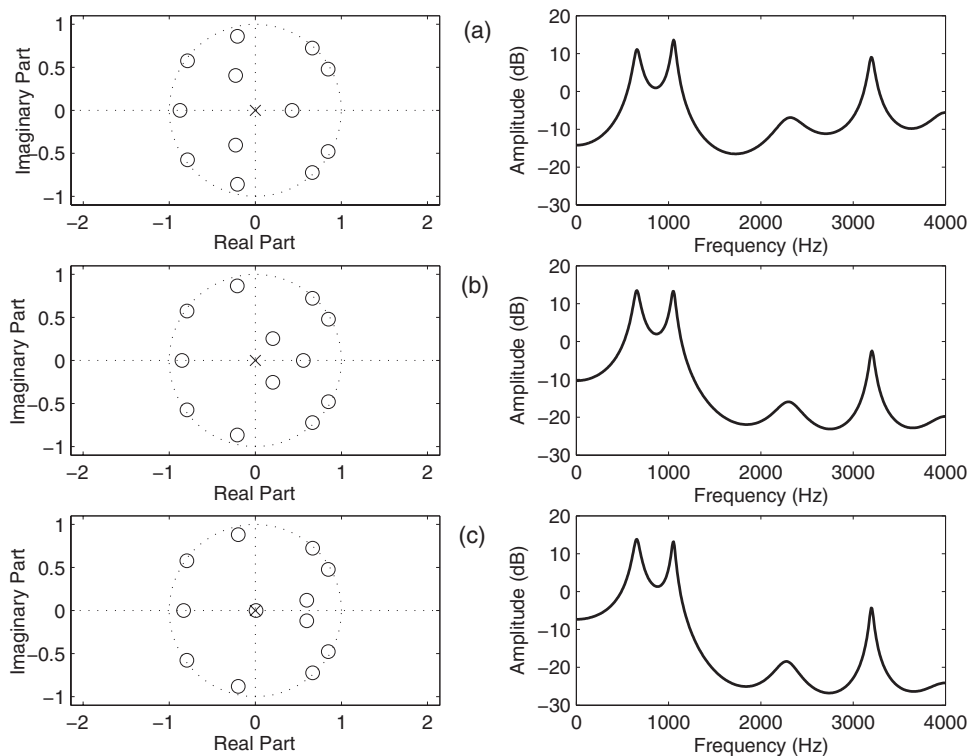 (a)
Imaginary Part
1
0.5
0
−0.5
−1
−2 −1 0 1 2
Real Part
Amplitude (dB)
20
10
0
−10
−20
−30
0 1000 2000 3000 4000
Frequency (Hz)
(b)
Imaginary Part
1
0.5
0
−0.5
−1
−2 −1 0 1 2
Real Part
Amplitude (dB)
20
10
0
−10
−20
−30
0 1000 2000 3000 4000
Frequency (Hz)
(c)
Imaginary Part
1
0.5
0
−0.5
−1
−2 −1 0 1 2
Real Part
Amplitude (dB)
20
10
0
−10
−20
−30
0 1000 2000 3000 4000
Frequency (Hz)